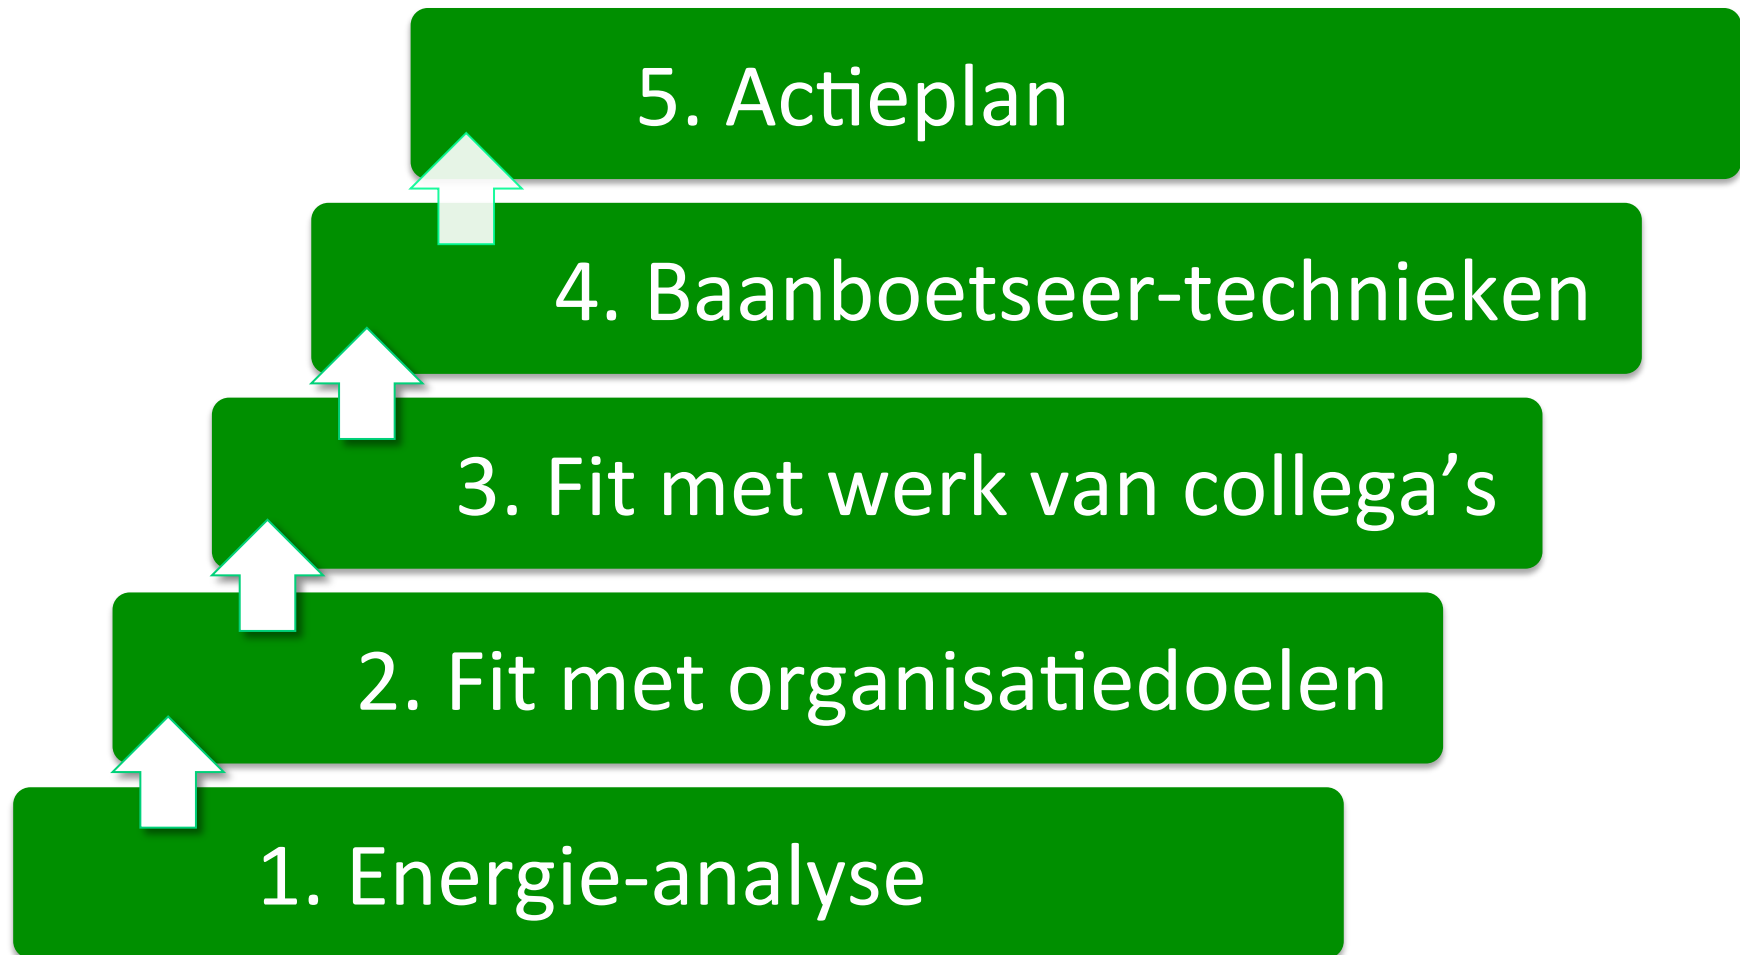 5. Actieplan
4. Baanboetseer-technieken
3. Fit met werk van collega’s
2. Fit met organisatiedoelen
1. Energie-analyse